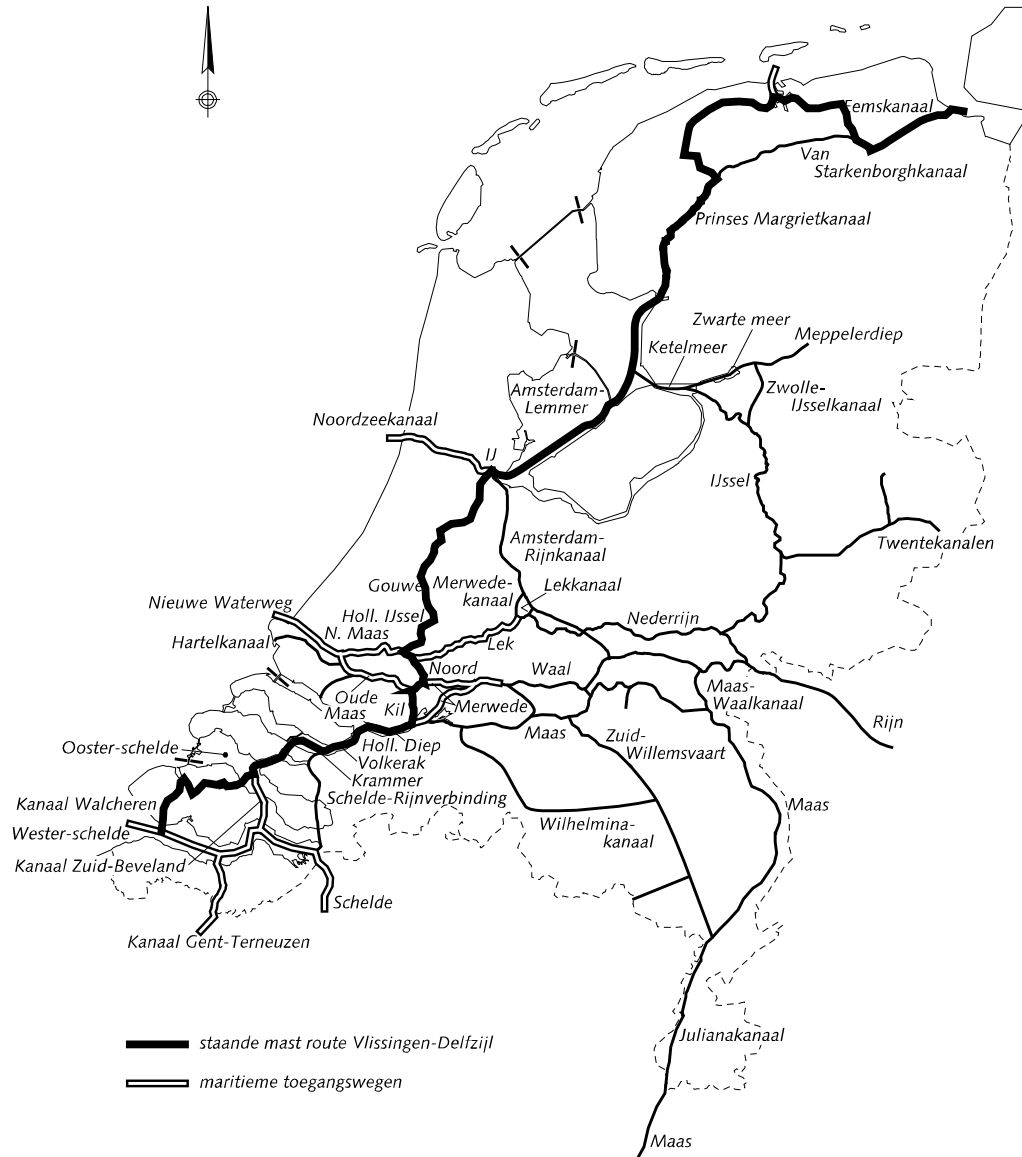 Eemskanaal
Van
Starkenborghkanaal
Prinses Margrietkanaal
Zwarte meer
Meppelerdiep
Ketelmeer
Zwolle-
IJsselkanaal
Amsterdam-
Lemmer
Noordzeekanaal
IJ
IJssel
Twentekanalen
Amsterdam-
Rijnkanaal
Gouwe
Merwede-
kanaal
Lekkanaal
Nieuwe Waterweg
Holl. IJssel
N. Maas
Hartelkanaal
Nederrijn
Lek
Noord
Waal
Maas-
Waalkanaal
Oude
Maas
Kil
Merwede
Rijn
Maas
Zuid-
Willemsvaart
Ooster-schelde
Holl. Diep
Volkerak
Krammer
Schelde-Rijnverbinding
Kanaal Walcheren
Wester-schelde
Kanaal Zuid-Beveland
Wilhelmina-
kanaal
Maas
Schelde
Kanaal Gent-Terneuzen
Julianakanaal
staande mast route Vlissingen-Delfzijl
maritieme toegangswegen
Maas